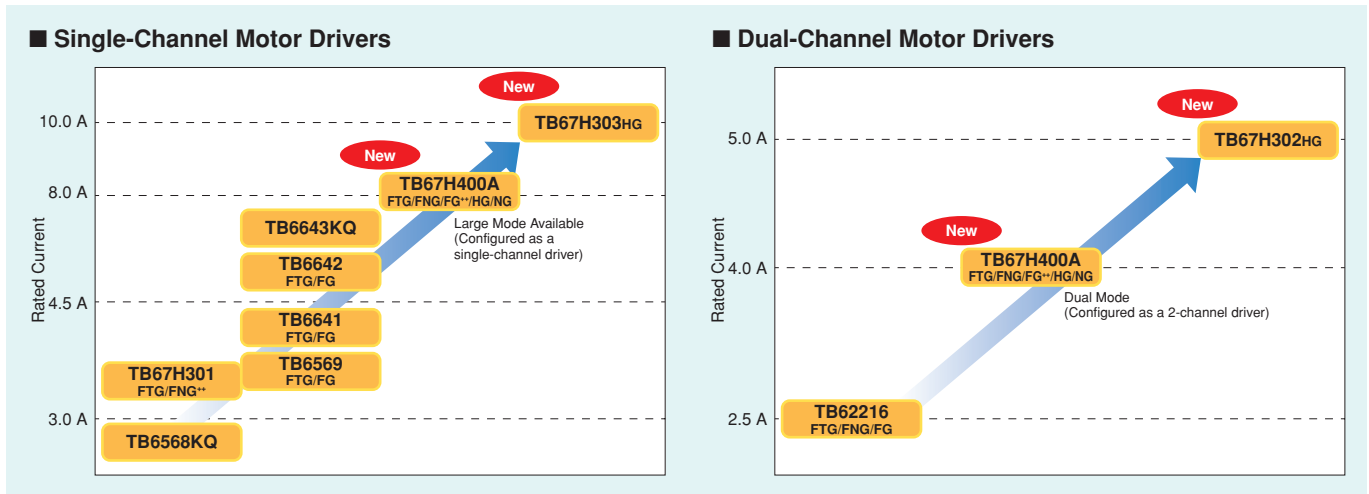 ■ Single-Channel Motor Drivers
Rated Current
10.0 A
8.0 A
4.5 A
3.0 A
New
TB67H303HG
New
TB67H400A
FTG/FNG/FG++/HG/NG
Large Mode Available
(Configured as a
single-channel driver)
TB6643KQ
TB6642
FTG/FG
TB6641
FTG/FG
TB6569
FTG/FG
TB67H301
FTG/FNG++
TB6568KQ
■ Dual-Channel Motor Drivers
Rated Current
5.0 A
4.0 A
2.5 A
New
TB67H302HG
New
TB67H400A
FTG/FNG/FG++/HG/NG
Dual Mode
(Configured as a 2-channel driver)
TB62216
FTG/FNG/FG